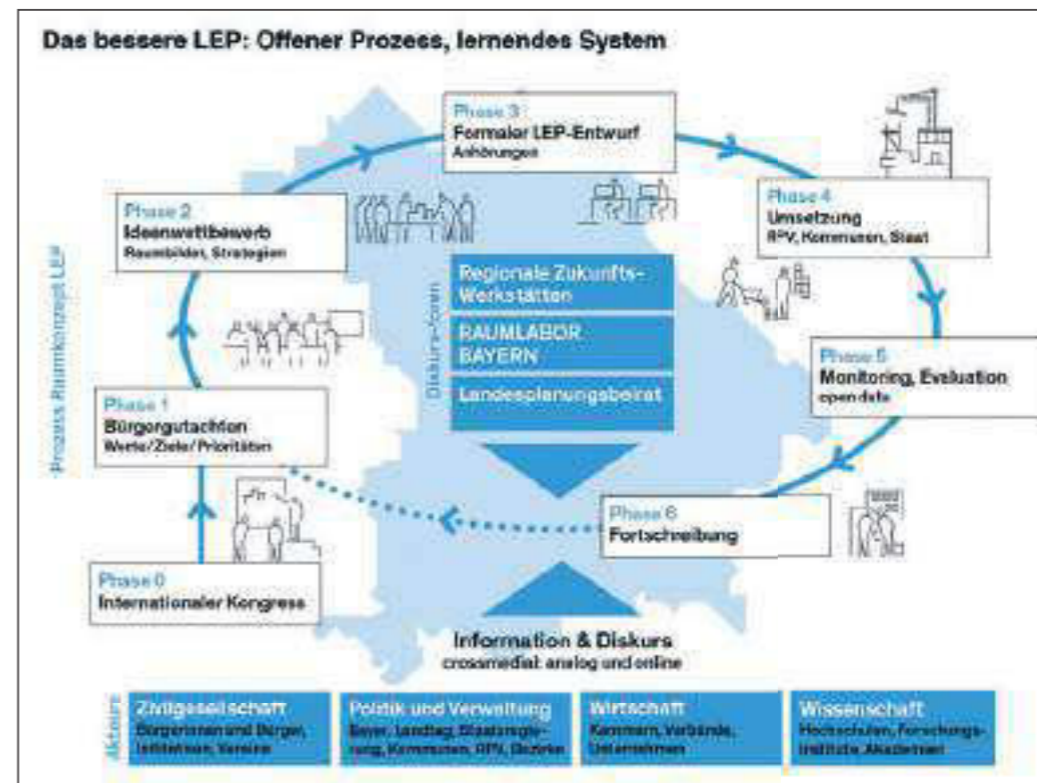 Das bessere LEP: Offener Prozess, lernendes System
Phase 3
Formaler LEP-Entwurf
Anhörungen
Phase 2
Ideenwettbewerb
Raumbilder, Strategien
Phase 4
Umsetzung
RPV, Kommunen, Staat
Prozess Raumkonzept LEP
Diskurs-foren
Regionale Zukunfts-
Werkstätten
RAUMLABOR
BAYERN
Landesplanungsbeirat
Phase 5
Monitoring, Evaluation
open data
Phase 1
Bürgergutachten
Werte/Ziele/Prioritäten
Phase 6
Fortschreibung
Phase 0
Internationaler Kongress
Information & Diskurs
crossmedial: analog und online
Akteure
Zivilgesellschaft
Bürgerinnen und Bürger,
Initiativen, Vereine
Politik und Verwaltung
Bayer. Landtag, Staatsregie-
rung, Kommunen, RPV, Bezirke
Wirtschaft
Kammern, Verbände,
Unternehmen
Wissenschaft
Hochschulen, Forschungs-
institute, Akademien